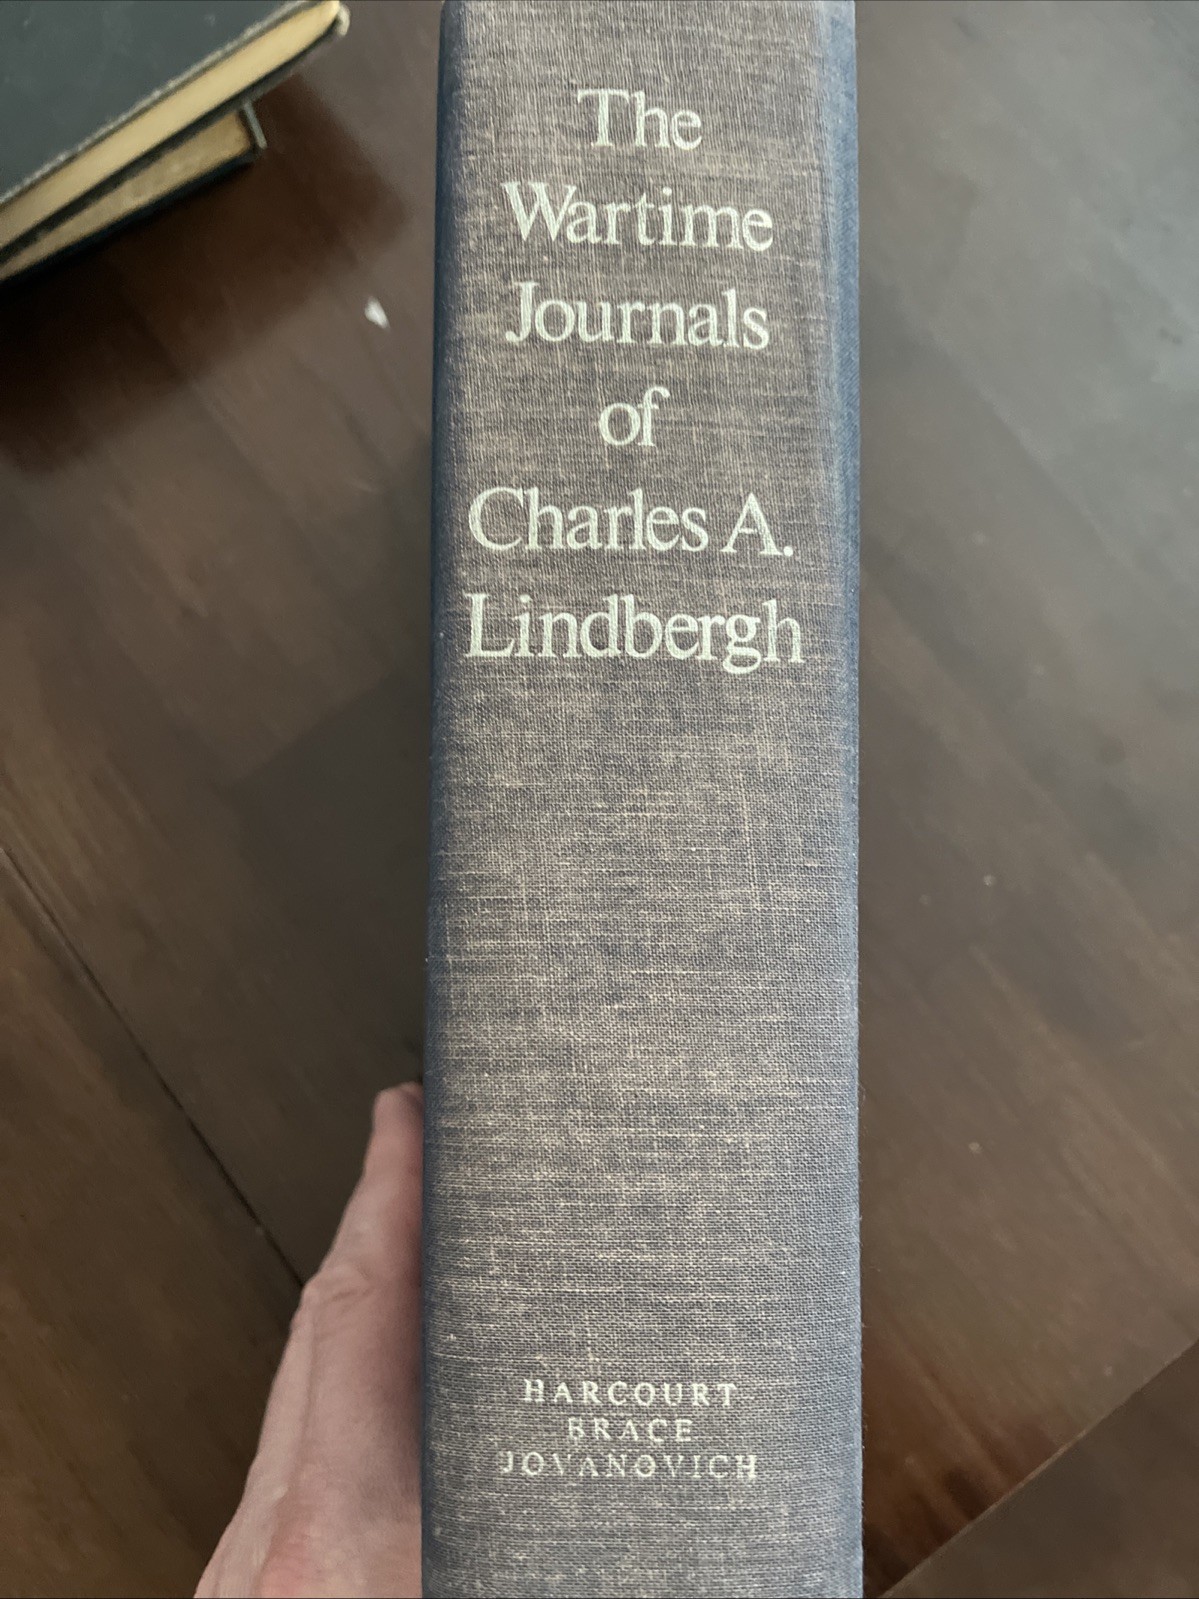 The
Wartime
Journals
of
Charles A.
Lindbergh
HARCOURT
BRACE
JOVANOVICH